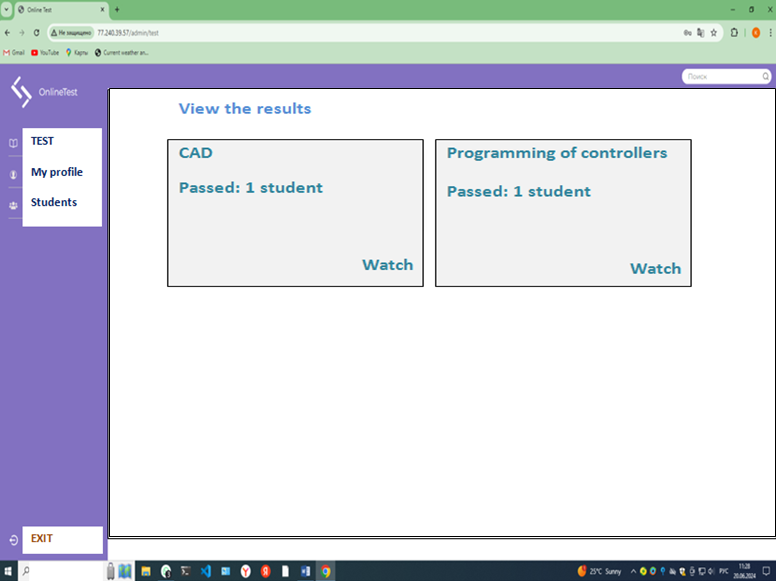 Online Test
Не защищено 77.240.39.57/admin/test
Gmail YouTube Карты Current weather an...
OnlineTest
Поиск
TEST
My profile
Students
EXIT
View the results
CAD
Passed: 1 student
Watch
Programming of controllers
Passed: 1 student
Watch
25°C Sunny
РУС
11:28
20.06.2024